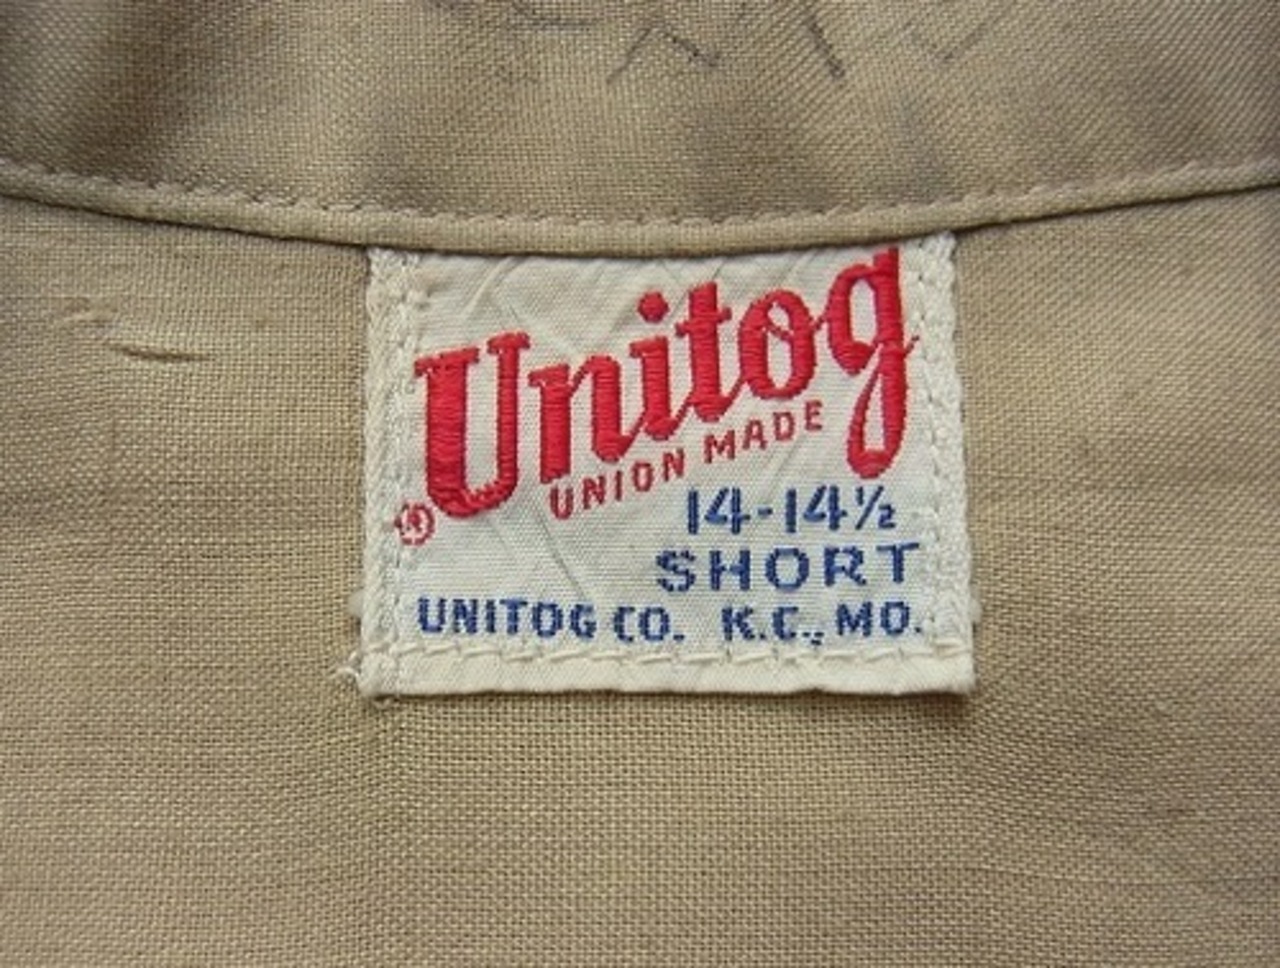 Unitog
®
UNION MADE
14-14½
SHORT
UNITOG CO. K.C., MO.